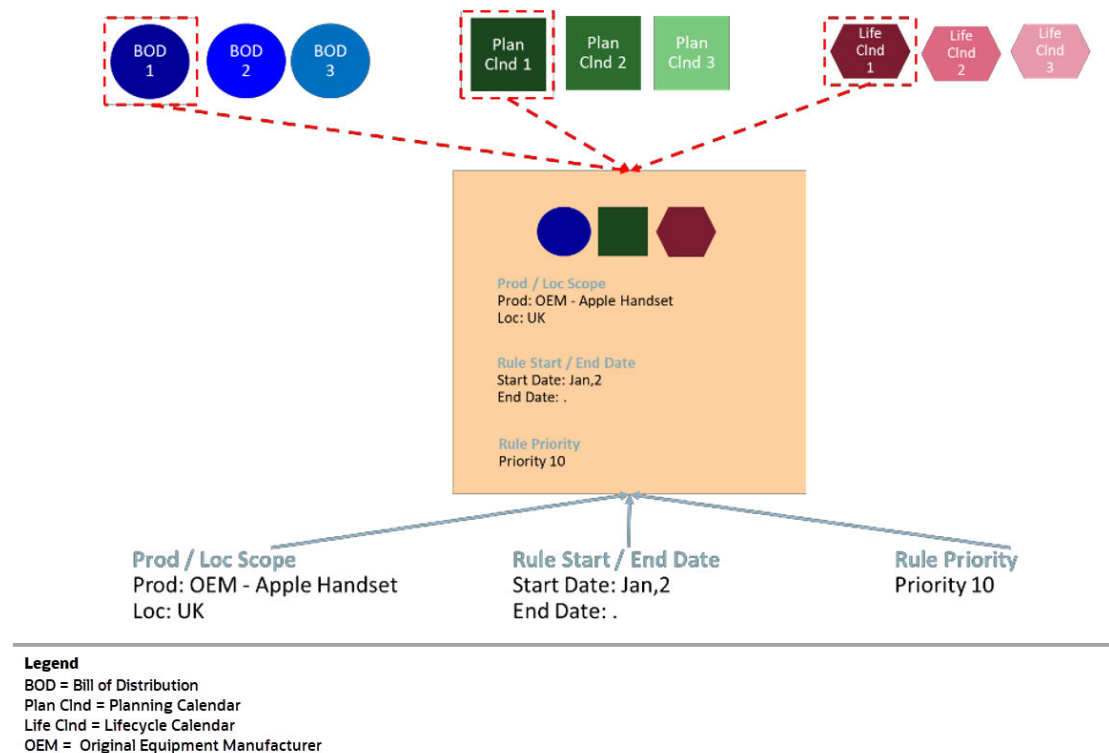 BOD
1
BOD
2
BOD
3
Plan
Clnd 1
Plan
Clnd 2
Plan
Clnd 3
Life
Clnd
1
Life
Clnd
2
Life
Clnd
3
Prod / Loc Scope
Prod: OEM - Apple Handset
Loc: UK
Rule Start / End Date
Start Date: Jan,2
End Date: .
Rule Priority
Priority 10
Prod / Loc Scope
Prod: OEM - Apple Handset
Loc: UK
Rule Start / End Date
Start Date: Jan,2
End Date: .
Rule Priority
Priority 10
Legend
BOD = Bill of Distribution
Plan Clnd = Planning Calendar
Life Clnd = Lifecycle Calendar
OEM = Original Equipment Manufacturer